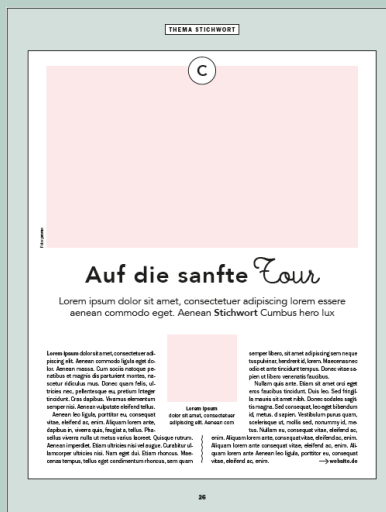 THEMA STICHWORT
C
Auf die sanfte Tour
Lorem ipsum dolor sit amet, consectetuer adipiscing lorem essere
aenean commodo eget. Aenean Stichwort Cumbus hero lux
Lorem ipsum dolor sit amet, consectetuer adi-
piscing elit. Aenean commodo ligula eget do-
lor. Aenean massa. Cum sociis natoque pe-
natibus et magnis dis parturient montes, na-
scetur ridiculus mus. Donec quam felis, ul-
tricies nec, pellentesque eu, pretium integer
tincidunt. Cras dapibus. Vivamus elementum
semper nisi. Aenean vulputate eleifend tellus.
Aenean leo ligula, porttitor eu, consequat
vitae, eleifend ac, enim. Aliquam lorem ante,
dapibus in, viverra quis, feugiat a, tellus. Pha-
sellus viverra nulla ut metus varius laoreet. Quisque rutrum.
Aenean imperdiet. Etiam ultricies nisi vel augue. Curabitur ul-
lamcorper ultricies nisi. Nam eget dui. Etiam rhoncus. Mae-
cenas tempus, tellus eget condimentum rhoncus, sem quam
Lorem Ipsum
dolor sit amet, consectetuer
adipiscing elit. Aenean com
semper libero, sit amet adipiscing sem neque
sed ipsum. Maecenas nec
odio et ante tincidunt tempus. Donec vitae sa-
pien ut libero venenatis faucibus.
Nullam quis ante. Etiam sit amet orci eget
eros faucibus tincidunt. Duis leo. Sed fringil-
la mauris sit amet nibh. Donec sodales sagit-
tis magna. Sed consequat, leo eget bibendum
id, metus. Vestibulum purus quam,
scelerisque ut, mollis sed, nonummy id, me-
tus. Nullam eu, consequat vitae, eleifend ac,
enim. Aliquam lorem ante, consequat vitae, eleifend ac, enim.
Aliquam lorem ante consequat vitae, eleifend ac, enim. Ali-
quam lorem ante Aenean leo ligula, porttitor eu, consequat
vitae, eleifend ac, enim.
website.de
26